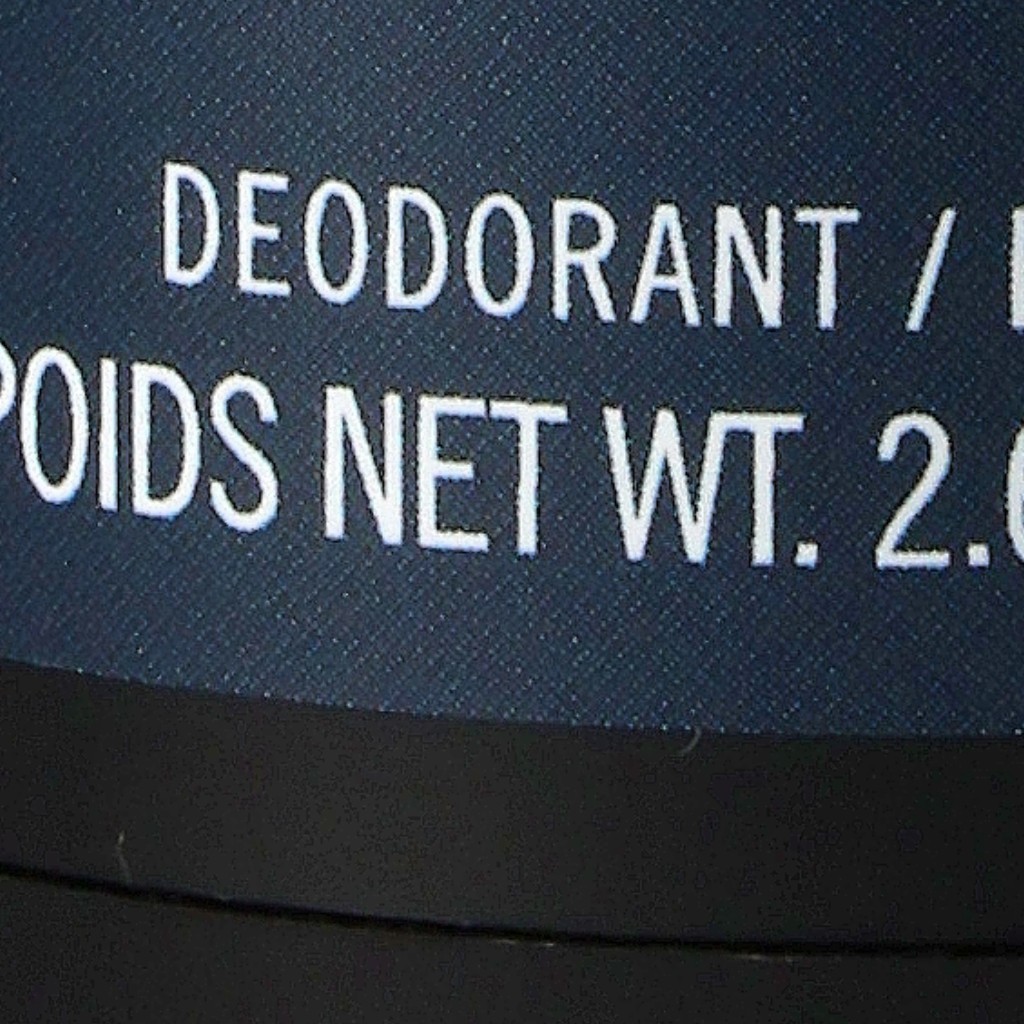 DEODORANT /
POIDS NET WT. 2.